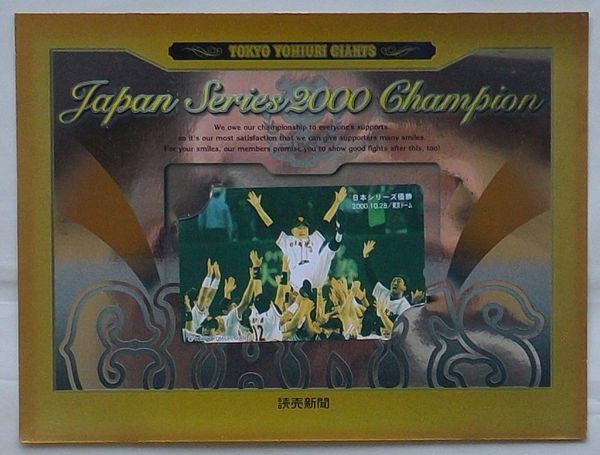 TOKYO YOMIURI GIANTS
Japan Series 2000 Champion
We owe our championship to everyone's supports.
so it's our most satisfaction that we can give supporters many smiles.
For your smiles, our members promise you to show good fights after this, too!
日本シリーズ優勝
2000.10.28/東京ドーム
12
読売新聞